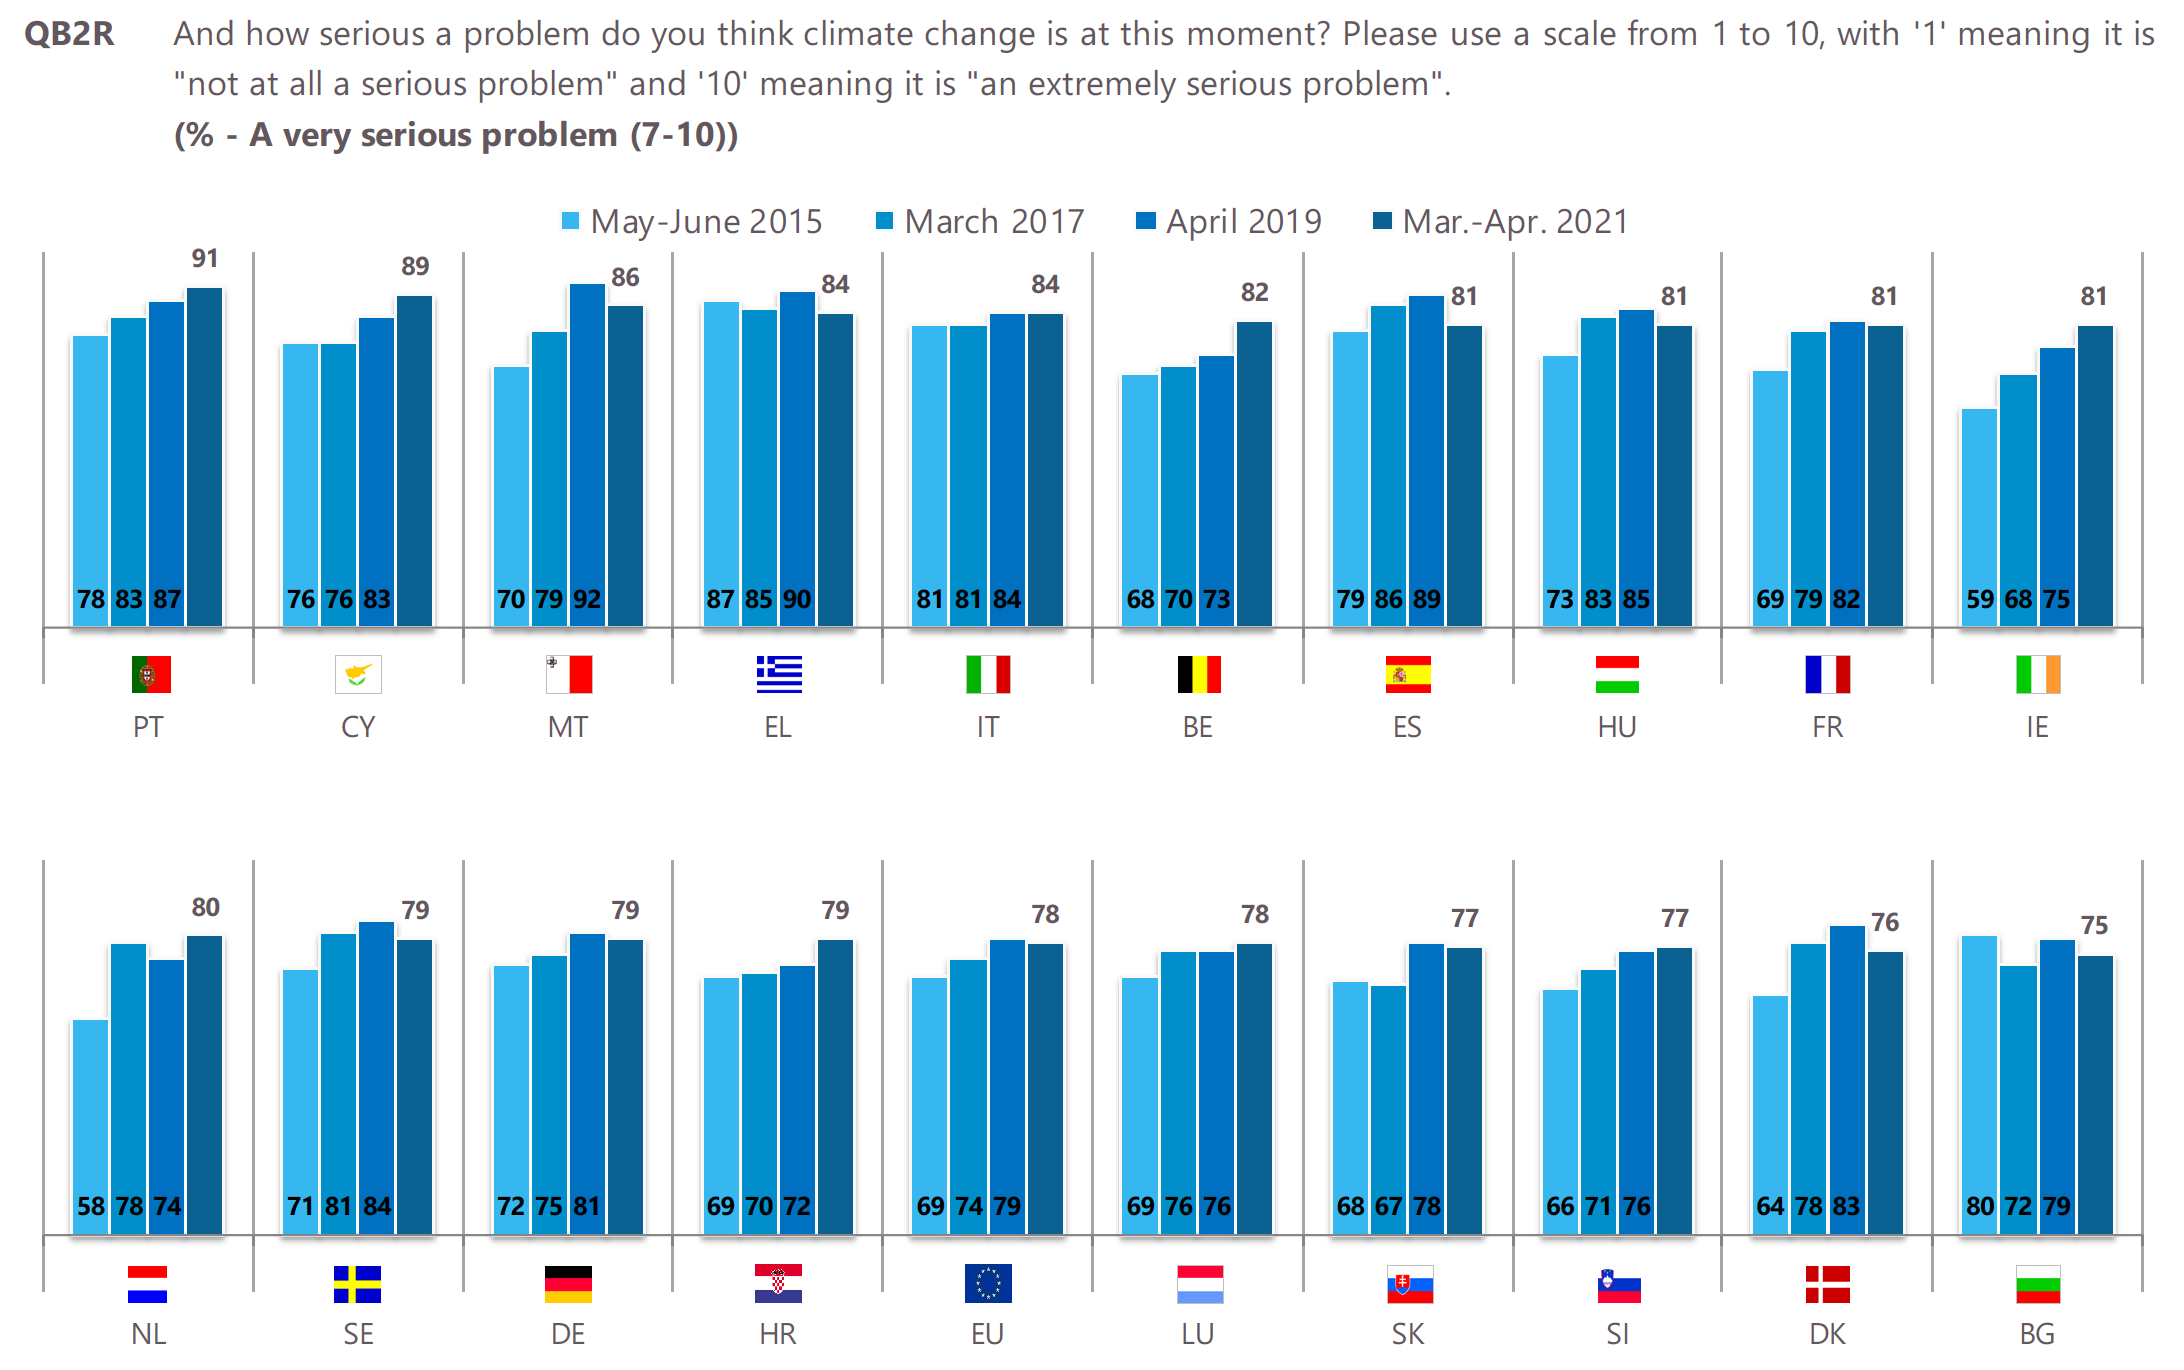 QB2R And how serious a problem do you think climate change is at this moment? Please use a scale from 1 to 10, with '1' meaning it is
"not at all a serious problem" and '10' meaning it is "an extremely serious problem".
(% - A very serious problem (7-10))
May-June 2015 March 2017 April 2019 Mar.-Apr. 2021
91 89 86 84 84 82 81 81 81 81
78 83 87 76 76 83 70 79 92 87 85 90 81 81 84 68 70 73 79 86 89 73 83 85 69 79 82 59 68 75
PT CY MT EL IT BE ES HU FR IE
80 79 79 79 78 78 77 77 76 75
58 78 74 71 81 84 72 75 81 69 70 72 69 74 79 69 76 76 68 67 78 66 71 76 64 78 83 80 72 79
NL SE DE HR EU LU SK SI DK BG